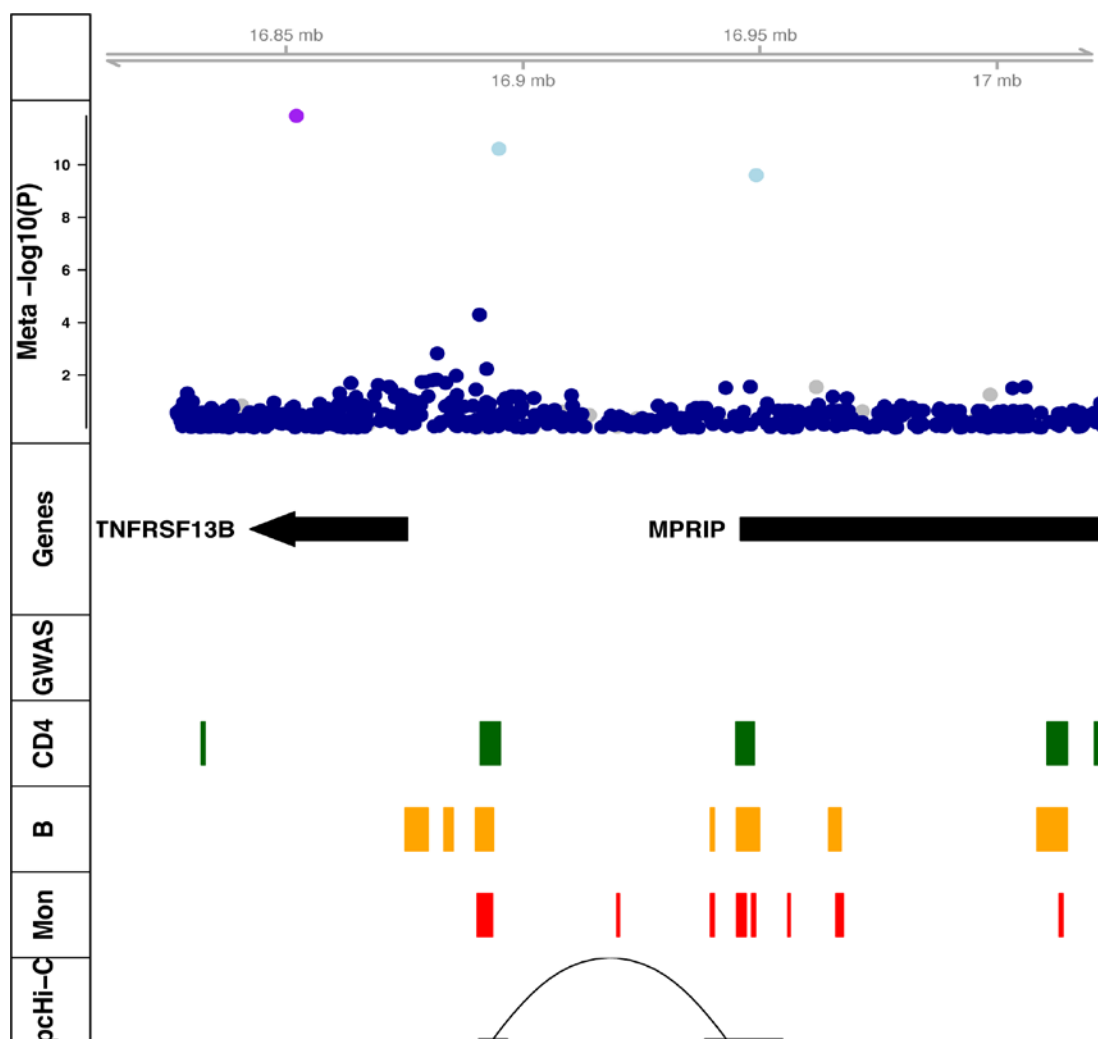 16.85 mb
16.95 mb
16.9 mb
17 mb
Meta −log10(P)
10
8
6
4
2
Genes
TNFRSF13B
MPRIP
GWAS
CD4
B
Mon
pcHi−C